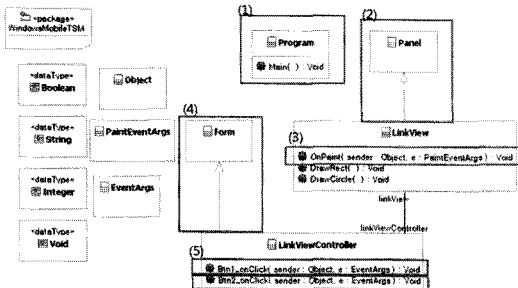 (1)
(2)
«package»
WindowsMobileTSM
Program
Main( ) : Void
Panel
«dataType»
Boolean
Object
(4)
(3)
«dataType»
String
PaintEventArgs
Form
LinkView
OnPaint( sender : Object, e : PaintEventArgs) : Void
DrawRect( ) : Void
DrawCircle( ) : Void
«dataType»
Integer
EventArgs
linkView
«dataType»
Void
linkViewController
(5)
LinkViewController
Btn1_onClick( sender : Object, e : EventArgs) : Void
Btn2_onClick( sender : Object, e : EventArgs) : Void